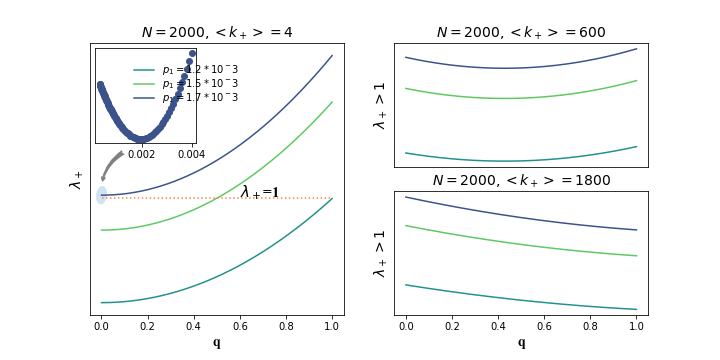 N = 2000, < k₊ > = 4
p₁ = 1.2 * 10⁻3
p₁ = 1.5 * 10⁻3
p₁ = 1.7 * 10⁻3
0.002 0.004
λ₊
λ₊=1
0.0 0.2 0.4 0.6 0.8 1.0
q
N = 2000, < k₊ > = 600
λ₊ > 1
N = 2000, < k₊ > = 1800
λ₊ > 1
0.0 0.2 0.4 0.6 0.8 1.0
q